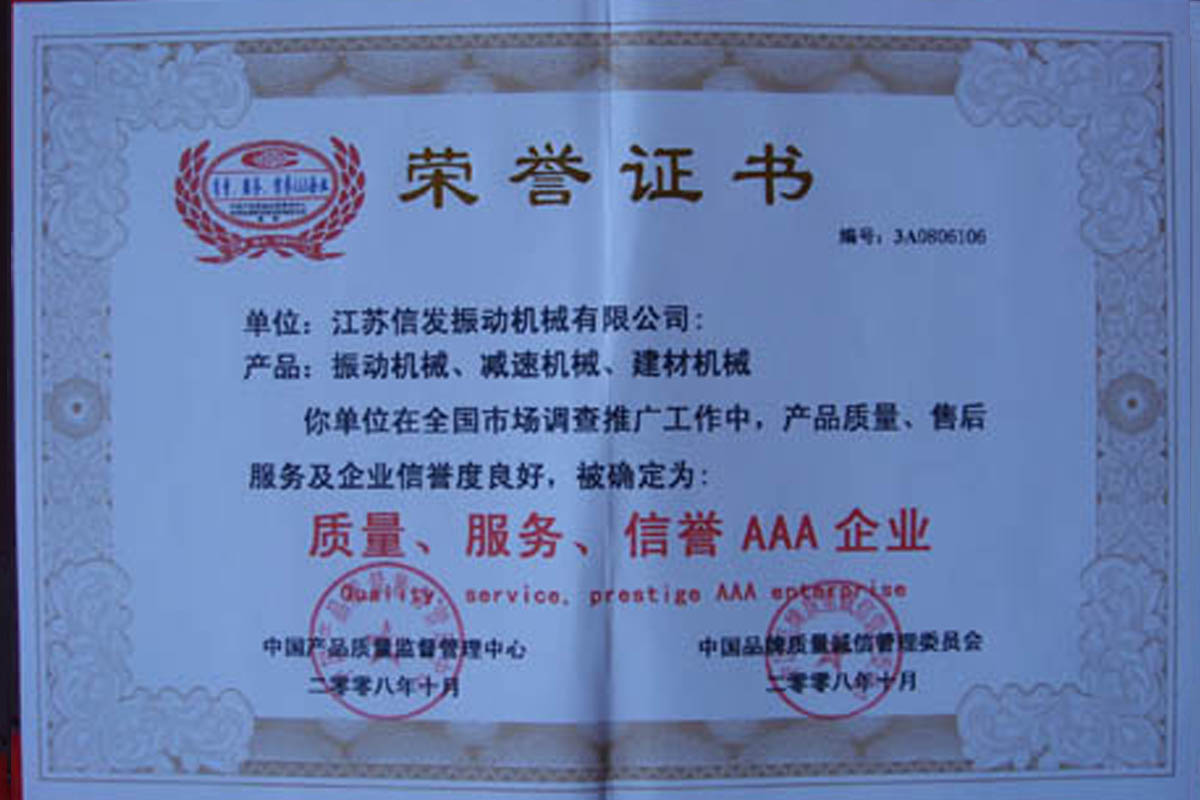 荣誉证书
编号：3A0806106
单位：江苏信发振动机械有限公司：
产品：振动机械、减速机械、建材机械
你单位在全国市场调查推广工作中，产品质量、售后
服务及企业信誉度良好，被确定为：
质量、服务、信誉AAA企业
Quality, service, prestige AAA enterprise
中国产品质量监督管理中心
二零零八年十月
中国品牌质量誠信管理委员会
二零零八年十月